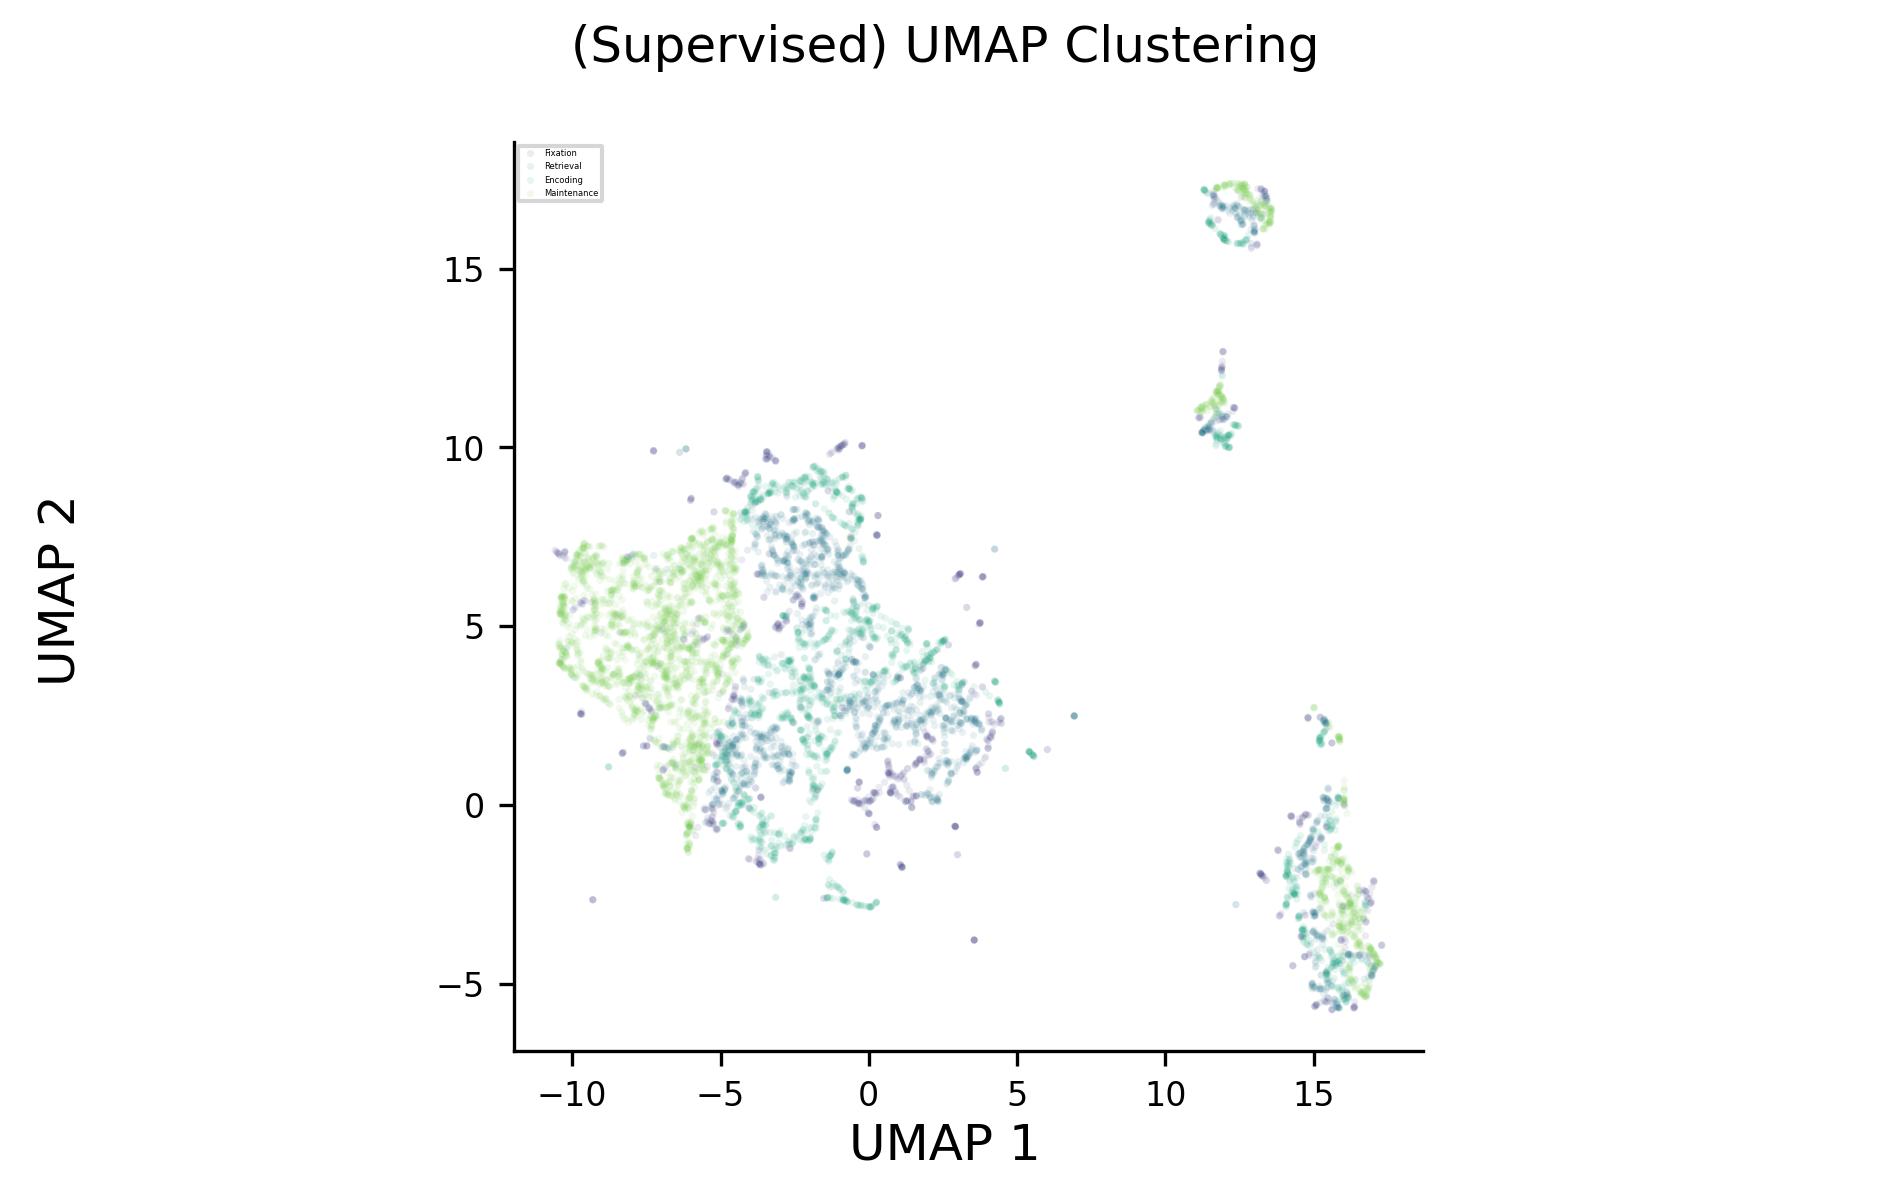 (Supervised) UMAP Clustering
Fixation
Retrieval
Encoding
Maintenance
UMAP 2
15
10
5
0
−5
−10
−5
0
5
10
15
UMAP 1